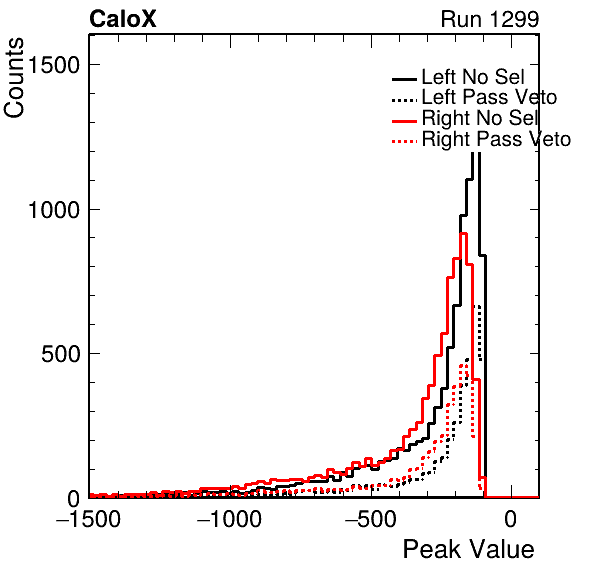 CaloX Run 1299
Counts
1500
1000
500
0
Left No Sel
Left Pass Veto
Right No Sel
Right Pass Veto
−1500 −1000 −500 0
Peak Value